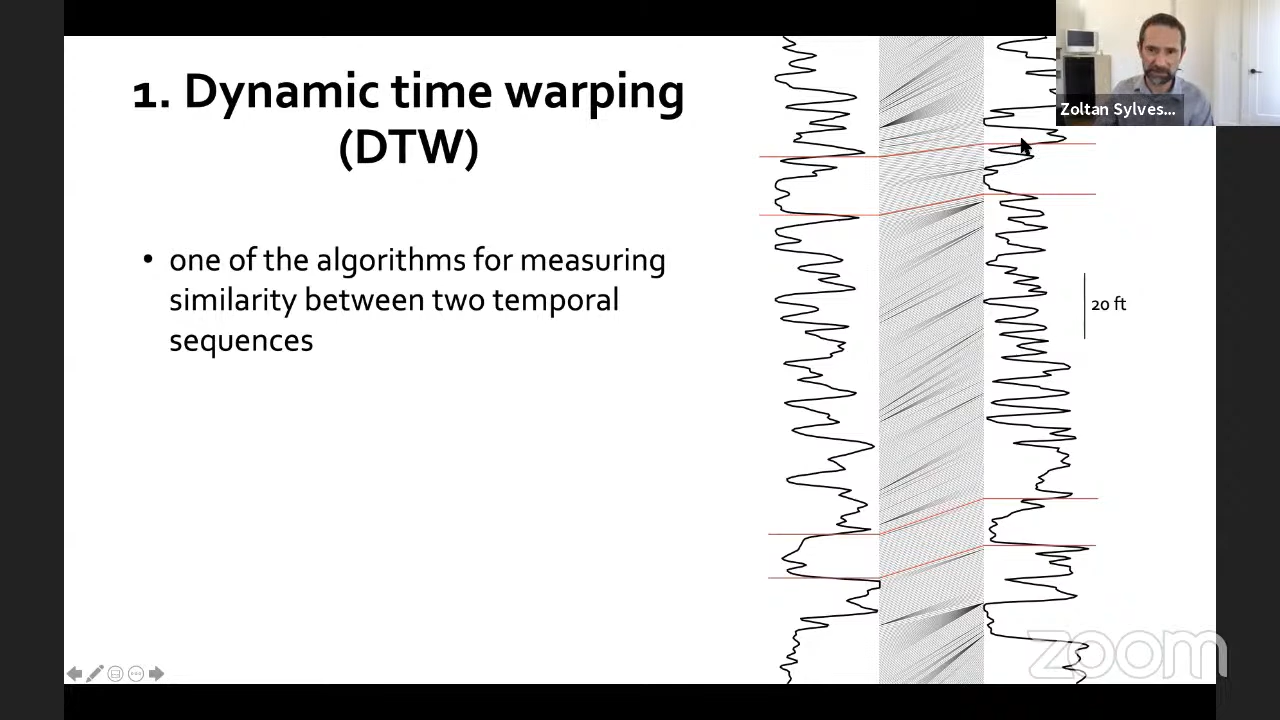 1. Dynamic time warping
(DTW)
• one of the algorithms for measuring
similarity between two temporal
sequences
20 ft
Zoltan Sylves...
zoom